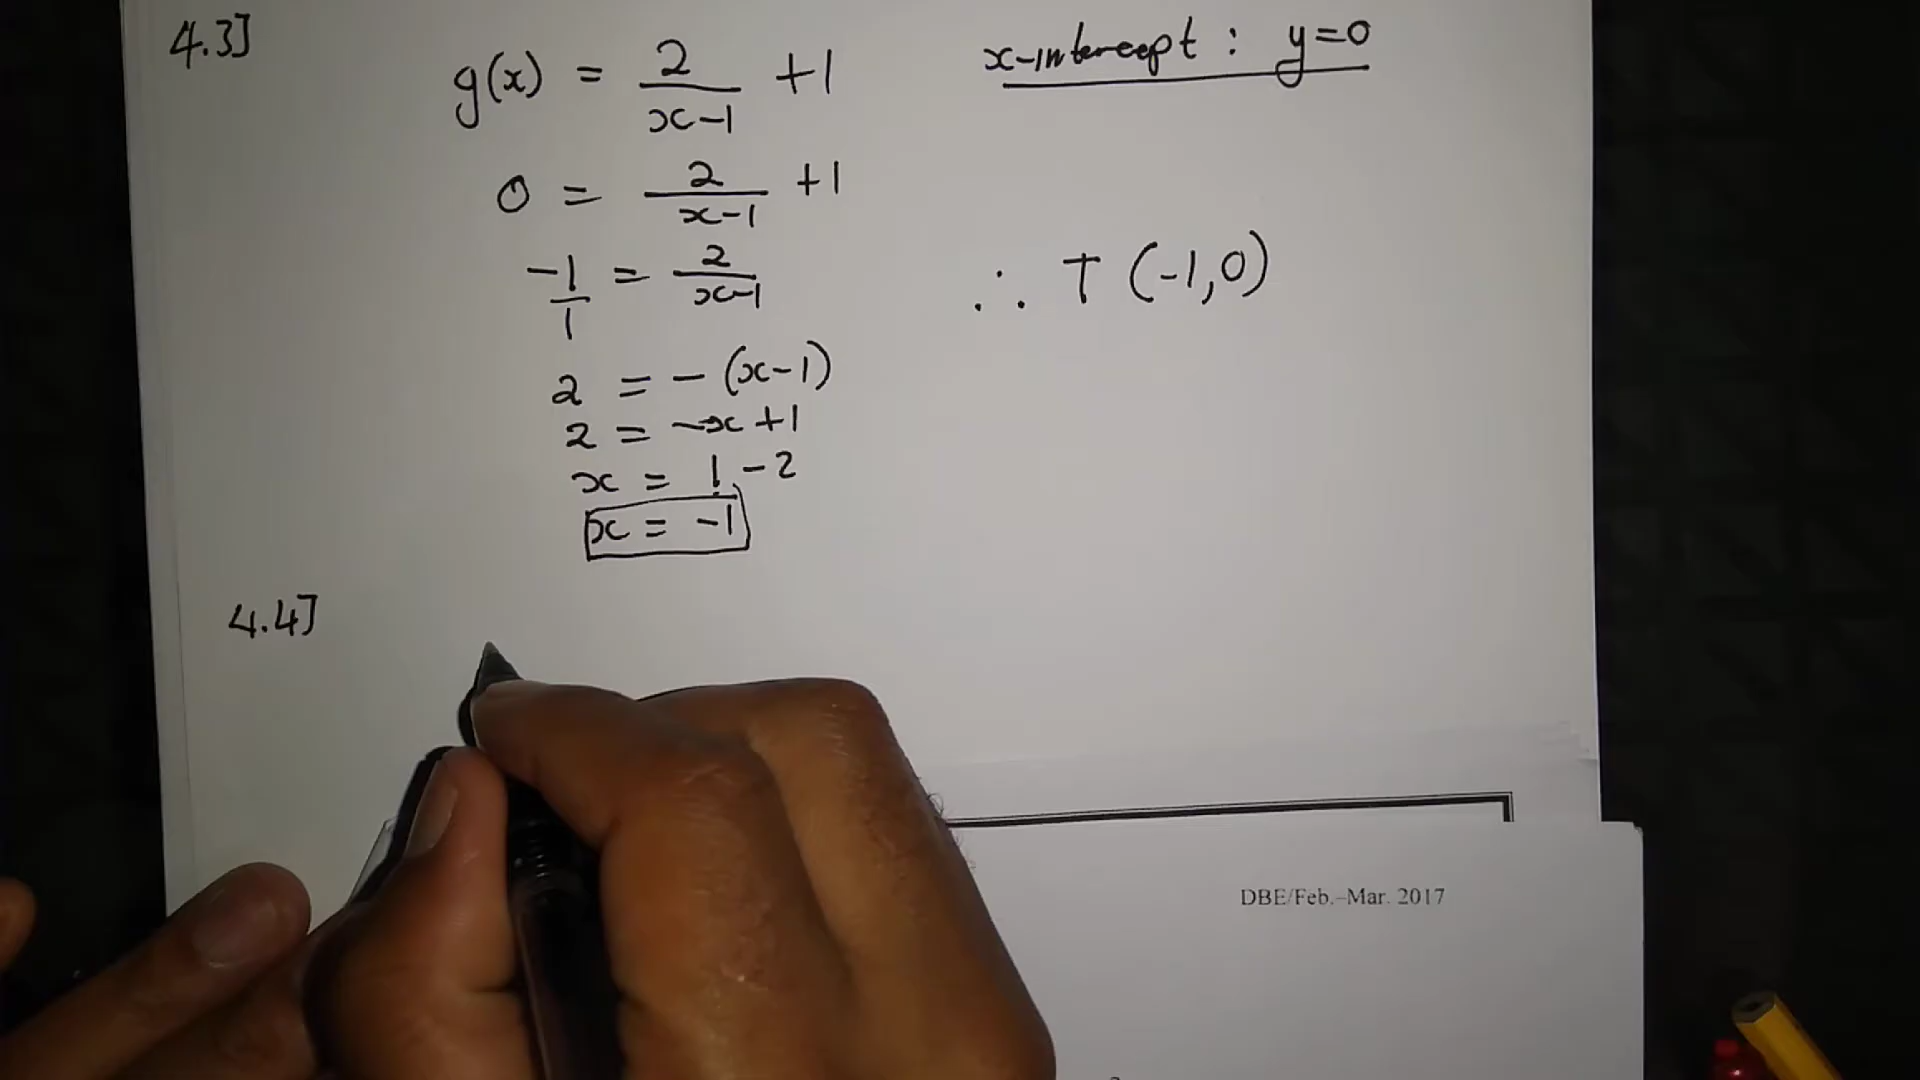 4.3]
g(x) = 2/(x-1) +1
x-intercept : y=0
0 = 2/(x-1) +1
-1/1 = 2/(x-1)
∴ T (-1,0)
2 = -(x-1)
2 = -x+1
x = 1-2
x = -1
4.4]
DBE/Feb.–Mar. 2017